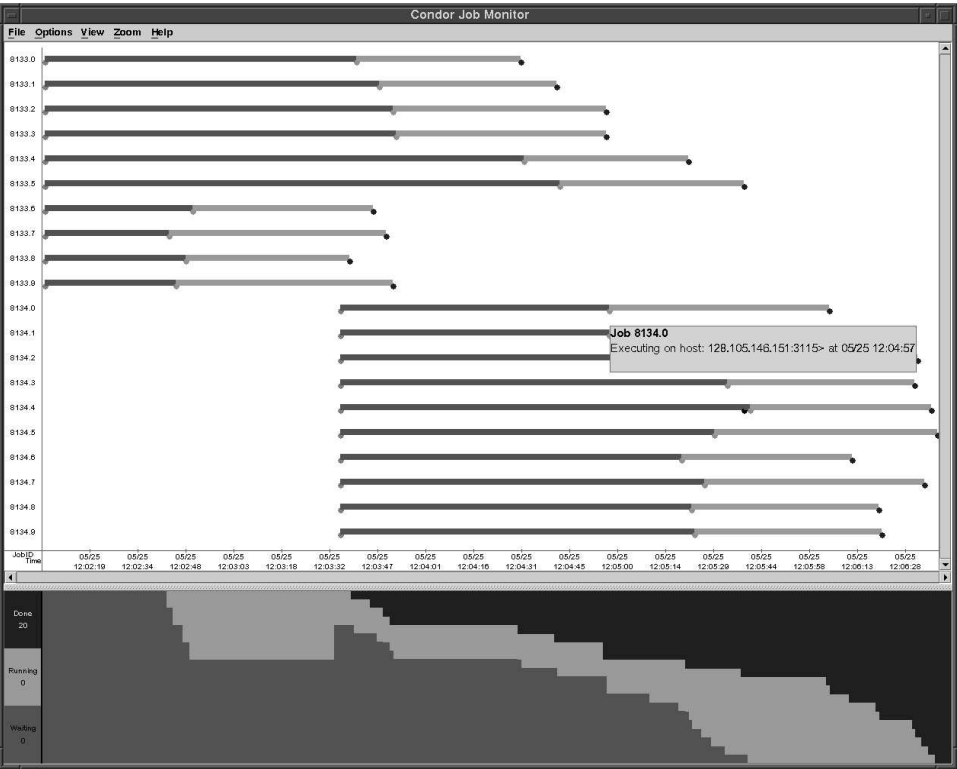 Condor Job Monitor
File Options View Zoom Help
8133.0
8133.1
8133.2
8133.3
8133.4
8133.5
8133.6
8133.7
8133.8
8133.9
8134.0
8134.1
Job 8134.0
Executing on host: 128.105.146.151:3115> at 05/25 12:04:57
8134.2
8134.3
8134.4
8134.5
8134.6
8134.7
8134.8
8134.9
JobID 05/25 05/25 05/25 05/25 05/25 05/25 05/25 05/25 05/25 05/25 05/25 05/25 05/25 05/25 05/25 05/25 05/25 05/25
Time 12:02:19 12:02:34 12:02:48 12:03:03 12:03:18 12:03:32 12:03:47 12:04:01 12:04:16 12:04:31 12:04:45 12:05:00 12:05:14 12:05:29 12:05:44 12:05:58 12:06:13 12:06:28
Done
20
Running
0
Waiting
0